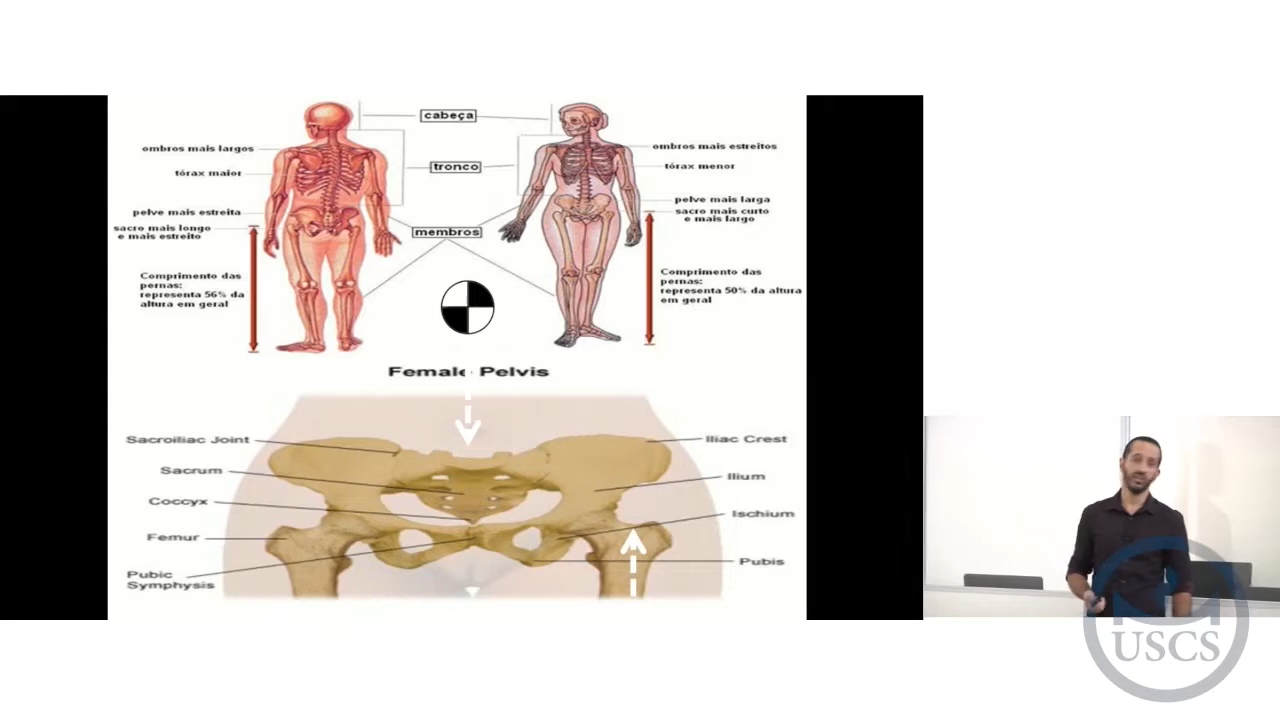 cabeça
ombros mais largos
ombros mais estreitos
tronco
tórax maior
tórax menor
pelve mais estreita
pelve mais larga
sacro mais longo
e mais estreito
sacro mais curto
e mais largo
membros
Comprimento das
pernas:
representa 56% da
altura em geral
Comprimento das
pernas:
representa 50% da altura
em geral
Female Pelvis
Sacroiliac Joint
Iliac Crest
Sacrum
Ilium
Coccyx
Ischium
Femur
Pubis
Pubic
Symphysis
USCS